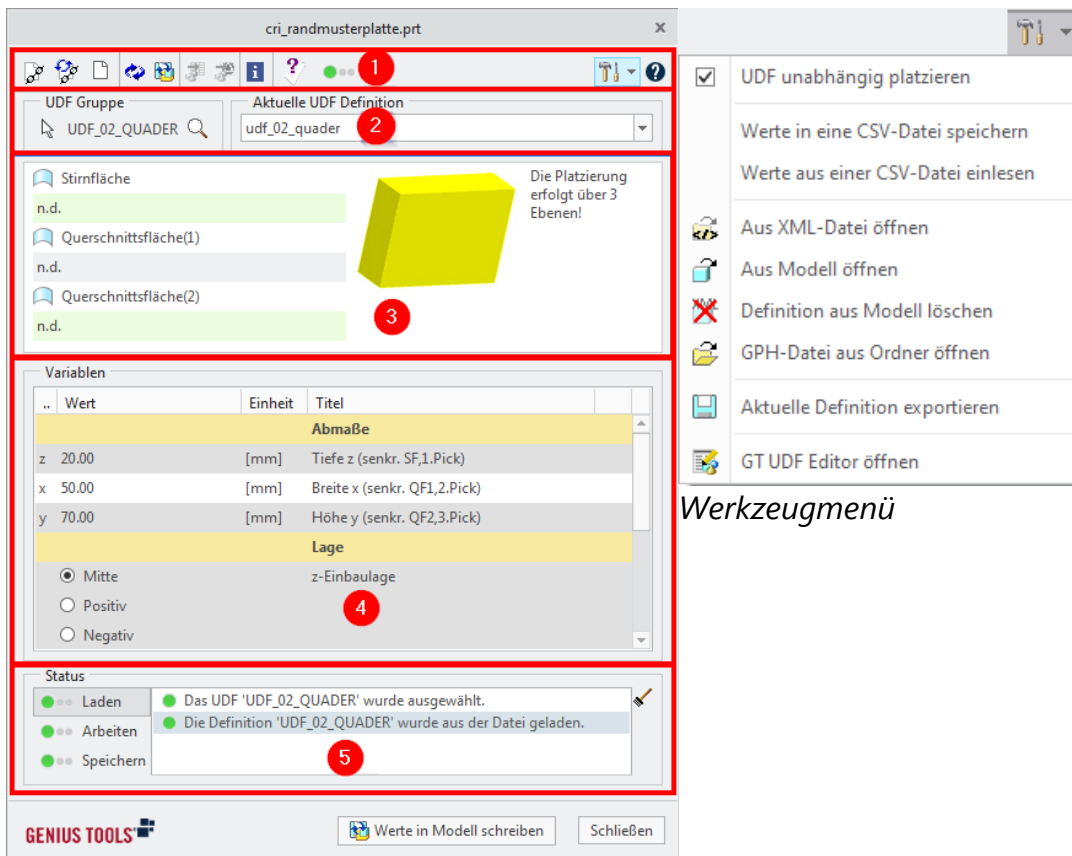 cri_randmusterplatte.prt
1
UDF Gruppe
Aktuelle UDF Definition
UDF_02_QUADER
udf_02_quader
2
Stirnfläche
n.d.
Querschnittsfläche(1)
n.d.
Querschnittsfläche(2)
n.d.
Die Platzierung
erfolgt über 3
Ebenen!
3
Variablen
.. Wert Einheit Titel
Abmaße
z 20.00 [mm] Tiefe z (senkr. SF,1.Pick)
x 50.00 [mm] Breite x (senkr. QF1,2.Pick)
y 70.00 [mm] Höhe y (senkr. QF2,3.Pick)
Lage
Mitte z-Einbaulage
Positiv
Negativ
4
Status
Laden
Arbeiten
Speichern
Das UDF 'UDF_02_QUADER' wurde ausgewählt.
Die Definition 'UDF_02_QUADER' wurde aus der Datei geladen.
5
GENIUS TOOLS
Werte in Modell schreiben
Schließen
UDF unabhängig platzieren
Werte in eine CSV-Datei speichern
Werte aus einer CSV-Datei einlesen
Aus XML-Datei öffnen
Aus Modell öffnen
Definition aus Modell löschen
GPH-Datei aus Ordner öffnen
Aktuelle Definition exportieren
GT UDF Editor öffnen
Werkzeugmenü